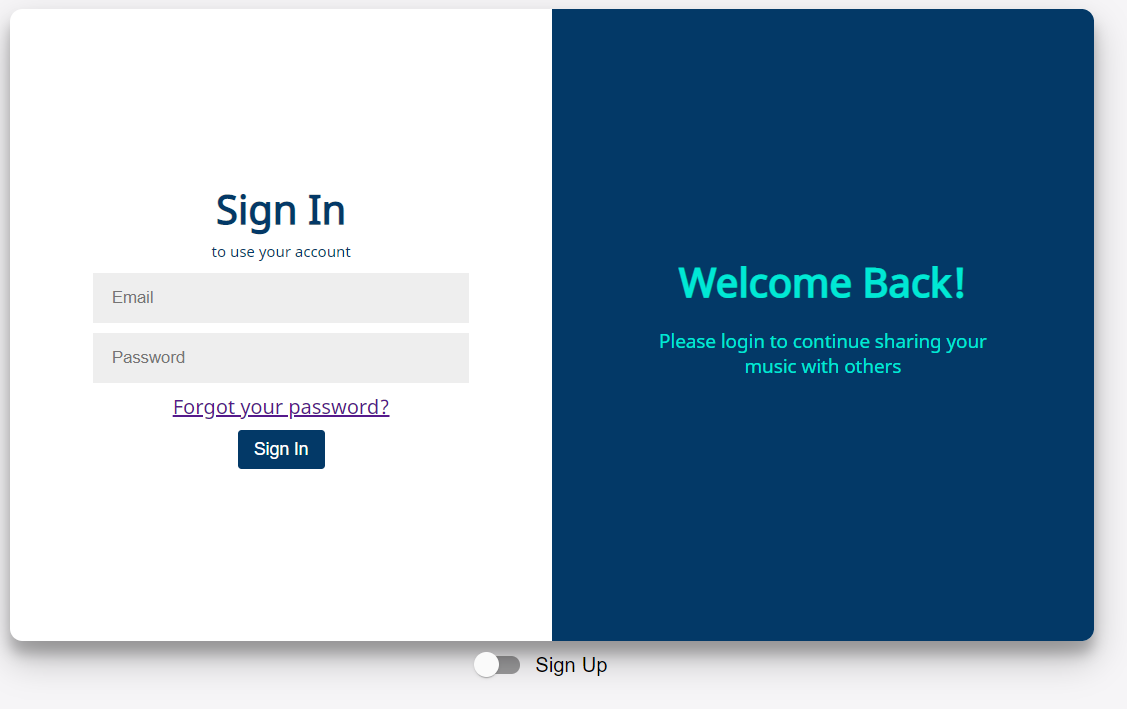 Sign In
to use your account
Email
Password
Forgot your password?
Sign In
Welcome Back!
Please login to continue sharing your
music with others
Sign Up